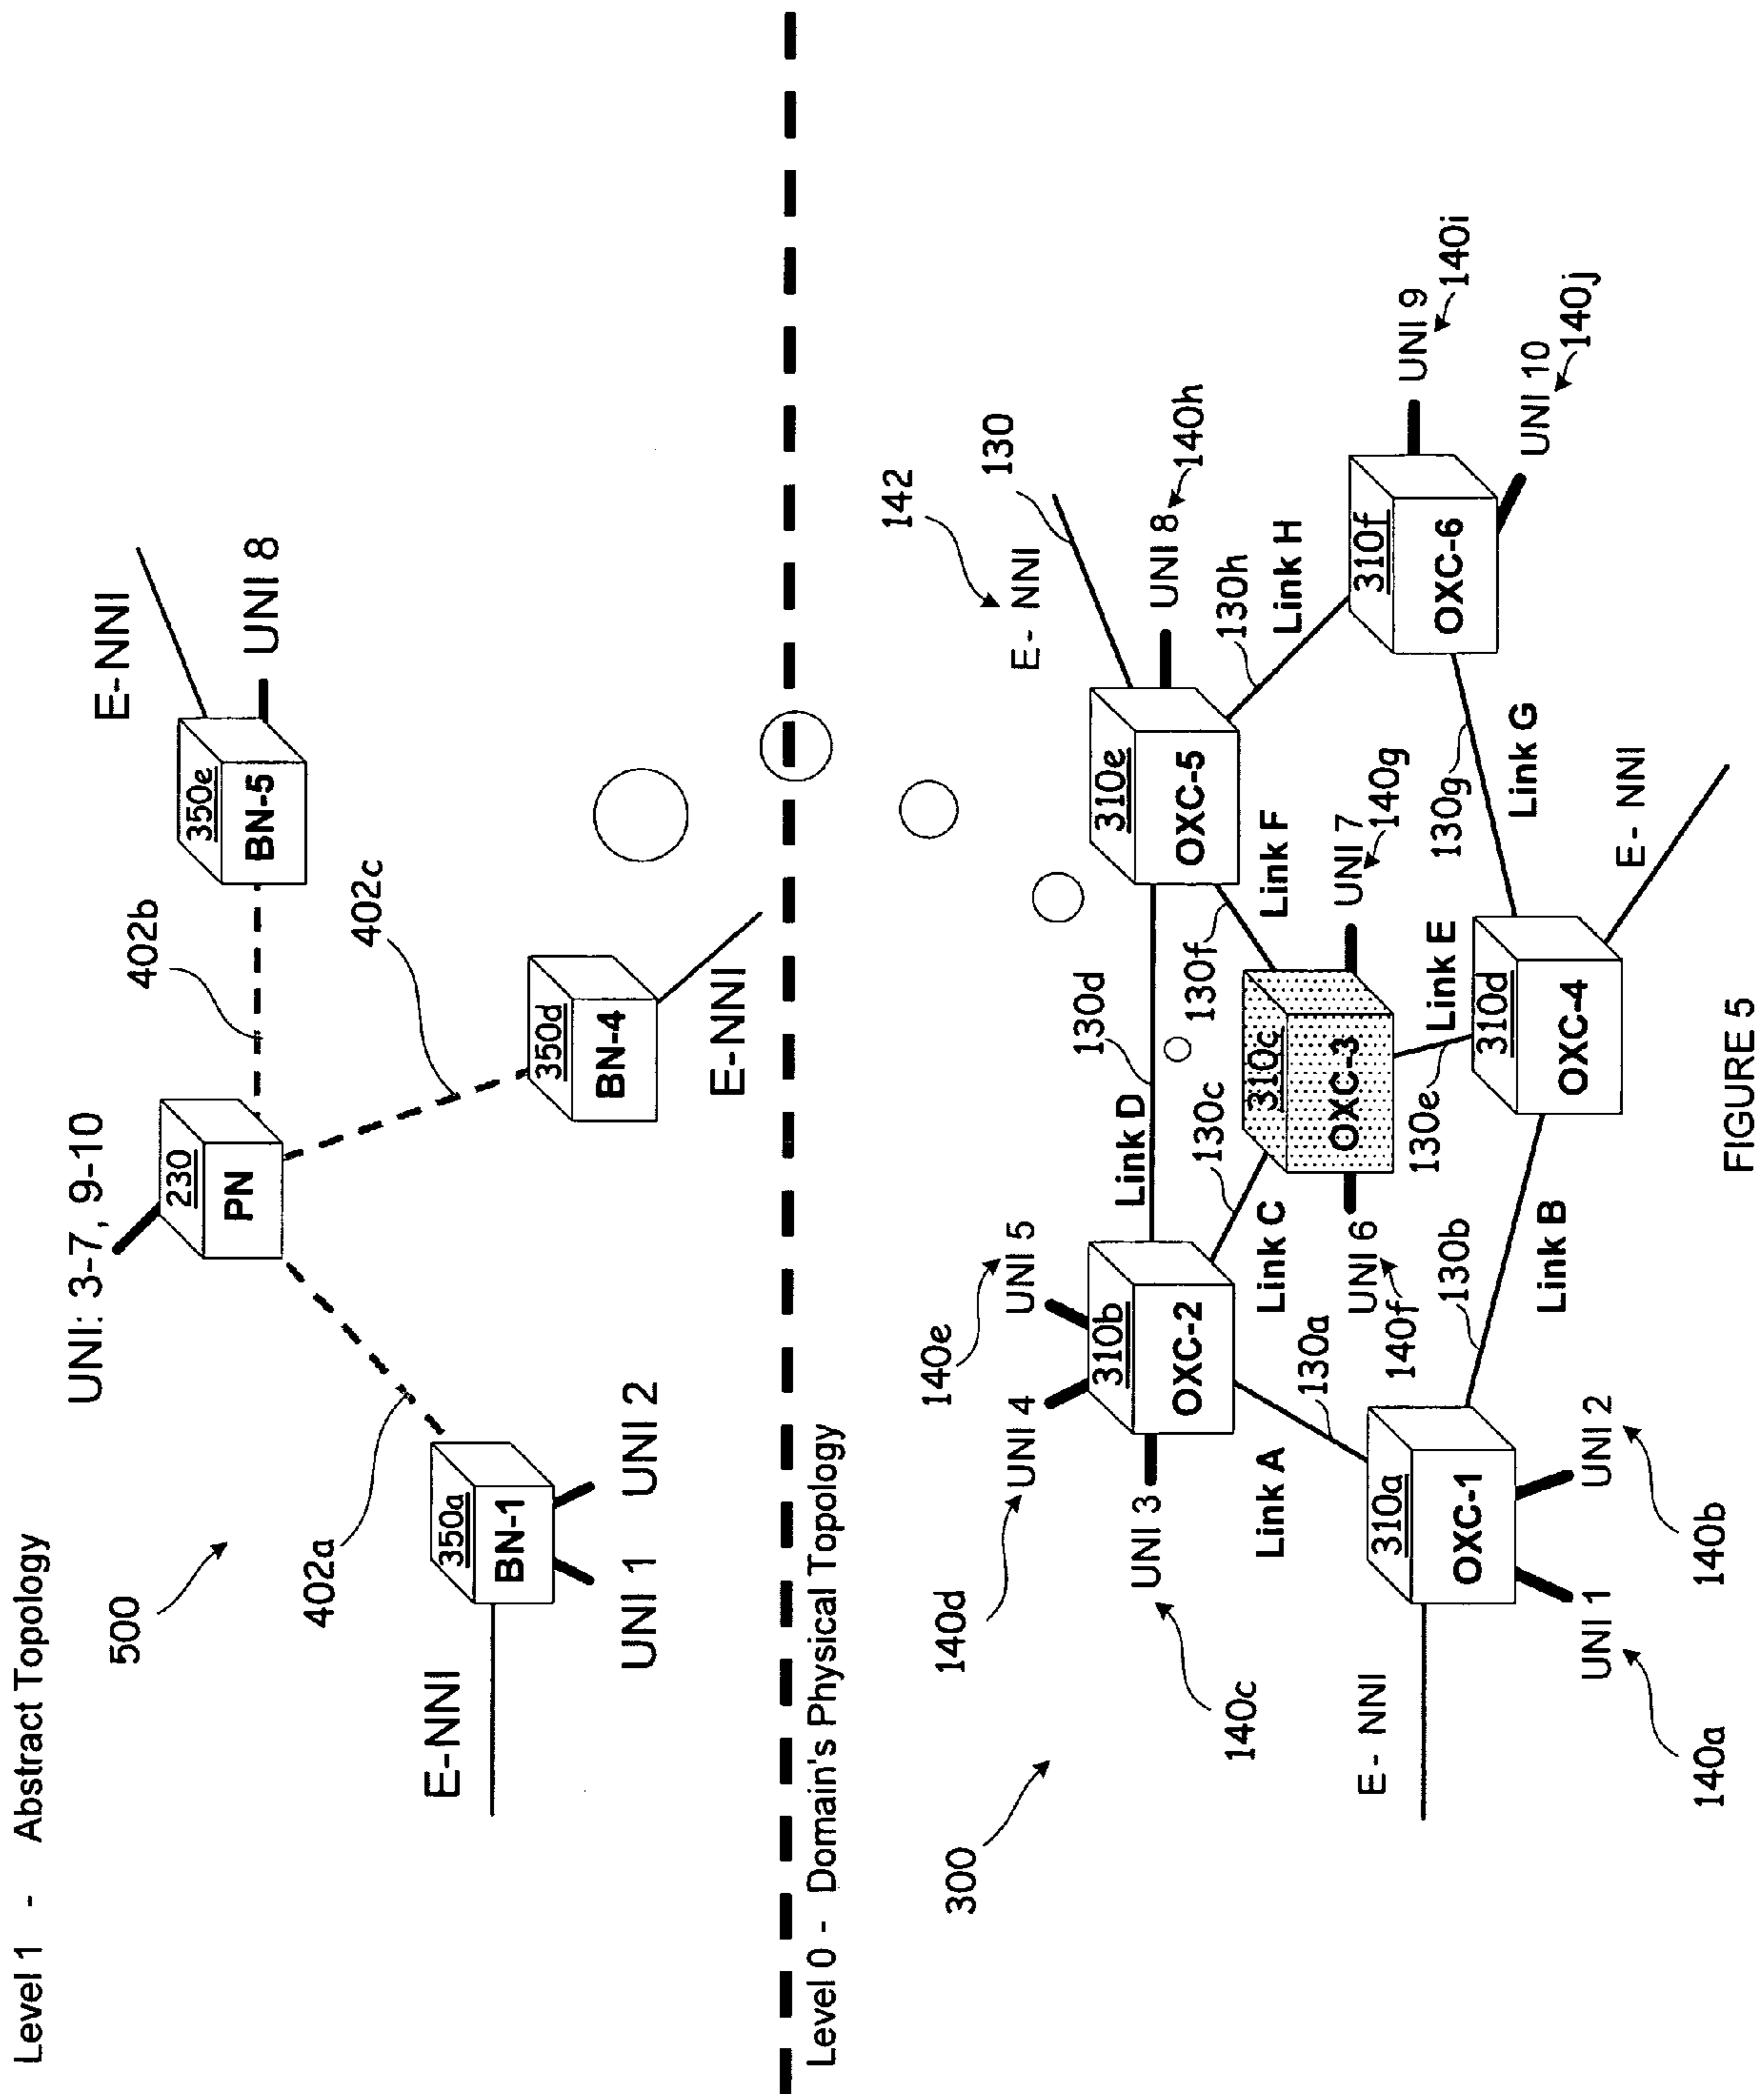 Level 1 - Abstract Topology
500
UNI: 3-7, 9-10
230
PN
402a
402b
402c
E-NNI
350a
BN-1
UNI 1
UNI 2
350d
BN-4
E-NNI
350e
BN-5
E-NNI
UNI 8
Level 0 - Domain's Physical Topology
300
140d
UNI 4
140e
UNI 5
140c
UNI 3
310b
OXC-2
Link D
130d
142
E- NNI
130
310e
OXC-5
UNI 8
140h
Link A
130a
Link C
130c
130f
Link F
130h
Link H
310c
OXC-3
UNI 6
140f
UNI 7
140g
E- NNI
310a
OXC-1
UNI 1
140a
UNI 2
140b
130b
Link B
130e
Link E
310d
OXC-4
E- NNI
130g
Link G
310f
OXC-6
UNI 9
140i
UNI 10
140j
FIGURE 5